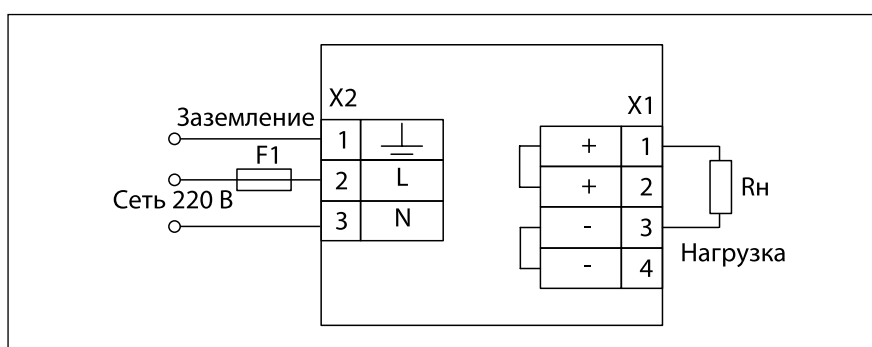 X2
X1
Заземление
1
F1
2
L
Сеть 220 В
3
N
+
1
+
2
Rн
-
3
Нагрузка
-
4